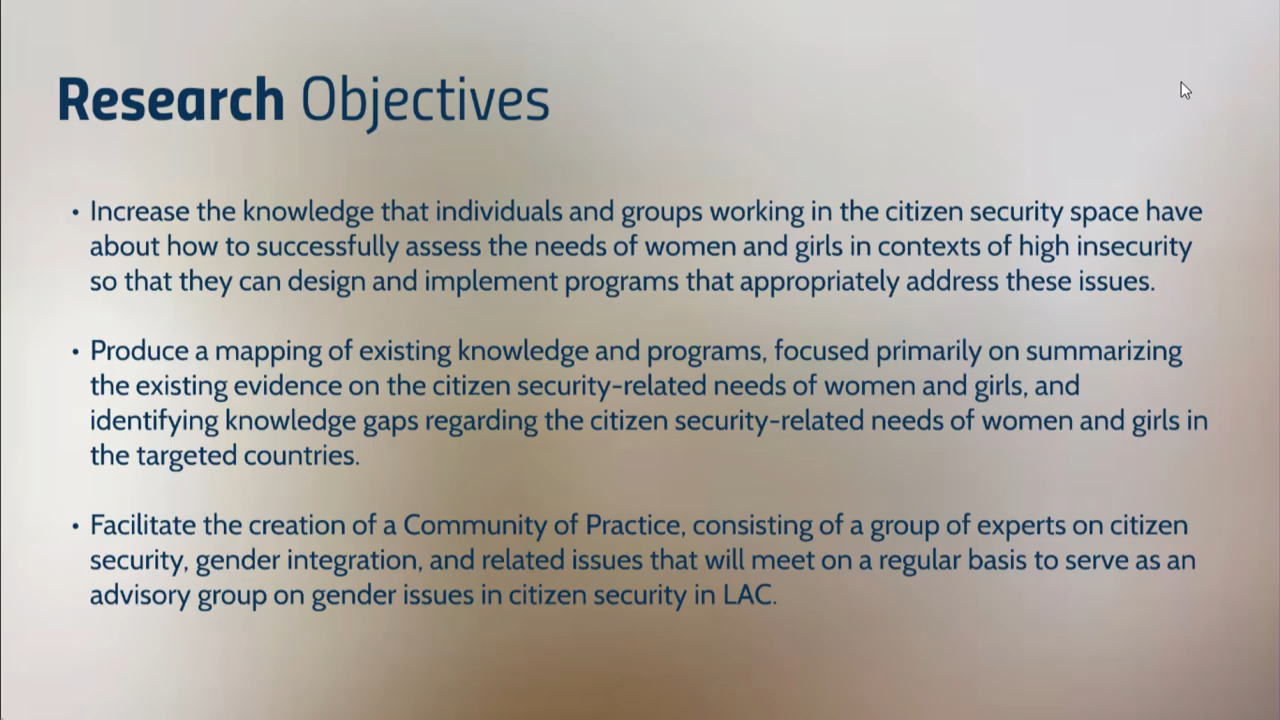 Research Objectives
• Increase the knowledge that individuals and groups working in the citizen security space have
about how to successfully assess the needs of women and girls in contexts of high insecurity
so that they can design and implement programs that appropriately address these issues.
• Produce a mapping of existing knowledge and programs, focused primarily on summarizing
the existing evidence on the citizen security-related needs of women and girls, and
identifying knowledge gaps regarding the citizen security-related needs of women and girls in
the targeted countries.
• Facilitate the creation of a Community of Practice, consisting of a group of experts on citizen
security, gender integration, and related issues that will meet on a regular basis to serve as an
advisory group on gender issues in citizen security in LAC.